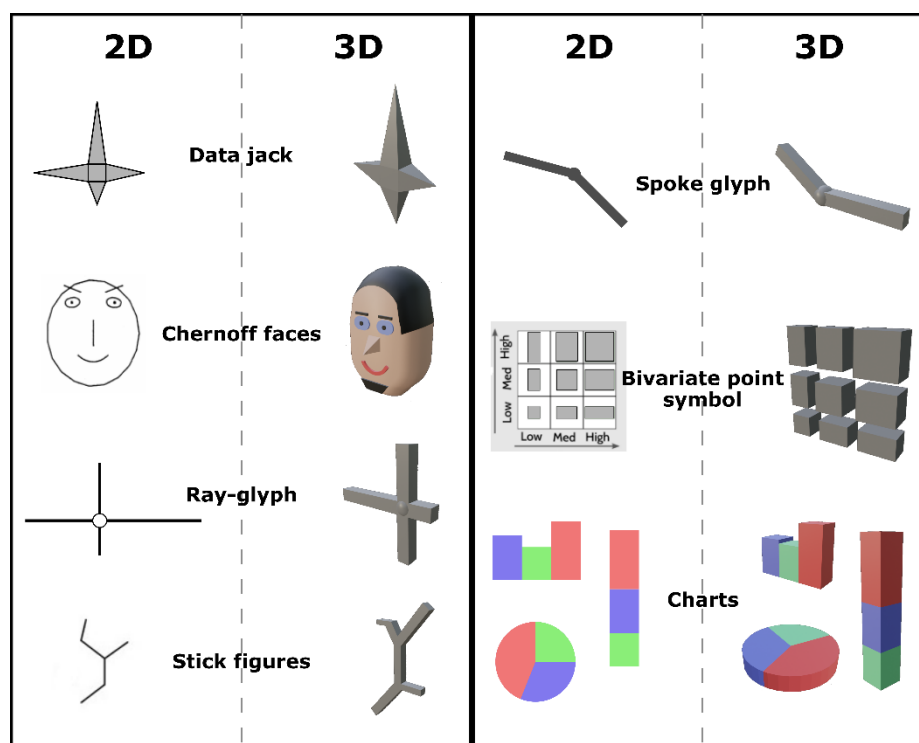 2D
3D
Data jack
Chernoff faces
Ray-glyph
Stick figures
2D
3D
Spoke glyph
High
Med
Low
Low Med High
Bivariate point
symbol
Charts